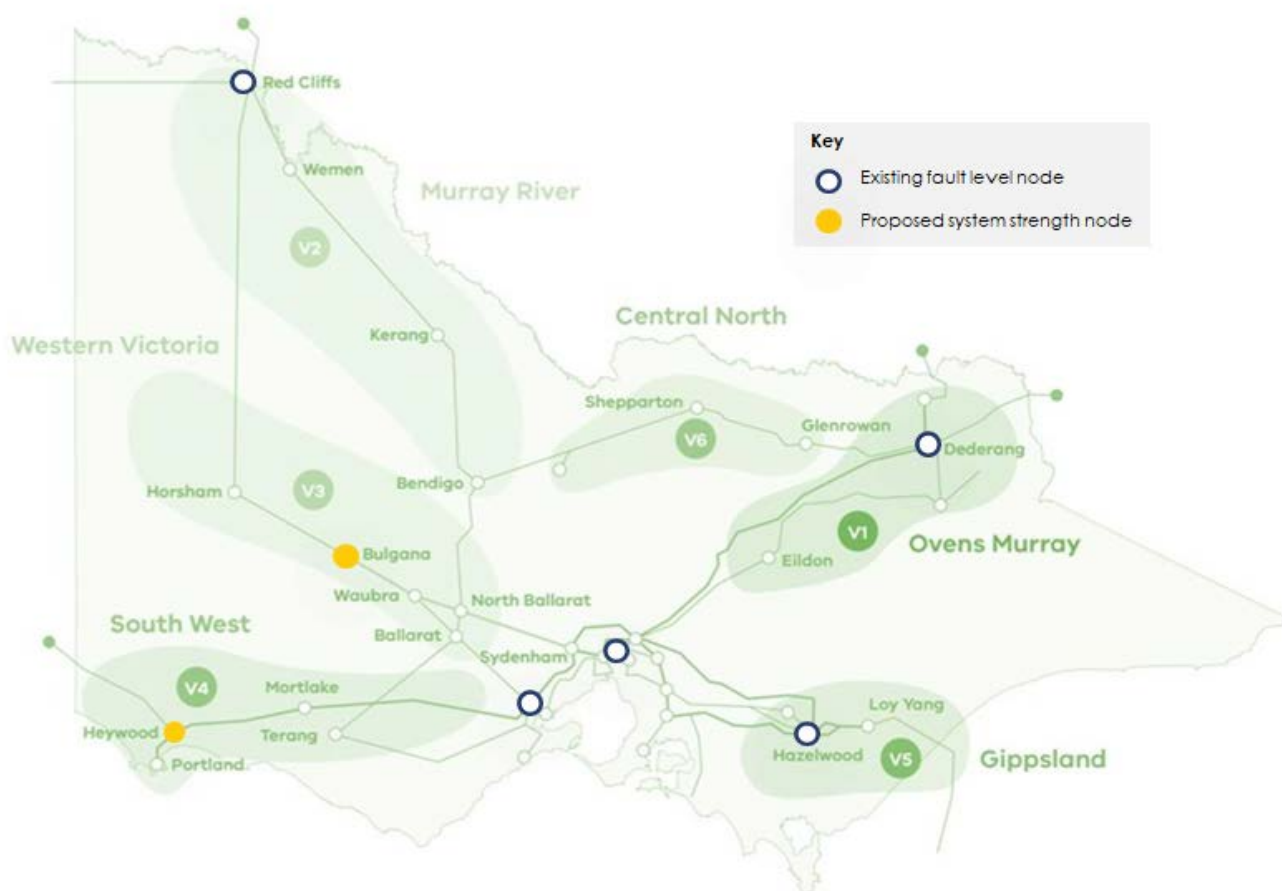 Red Cliffs
Key
Existing fault level node
Wemen
Murray River
Proposed system strength node
V2
Central North
Western Victoria
Kerang
Shepparton
Glenrowan
V6
Dederang
Horsham
V3
Bendigo
V1
Ovens Murray
Bulgana
Eildon
Waubra
North Ballarat
South West
Ballarat
Sydenham
V4
Mortlake
Loy Yang
Heywood
Terang
Hazelwood
V5
Gippsland
Portland